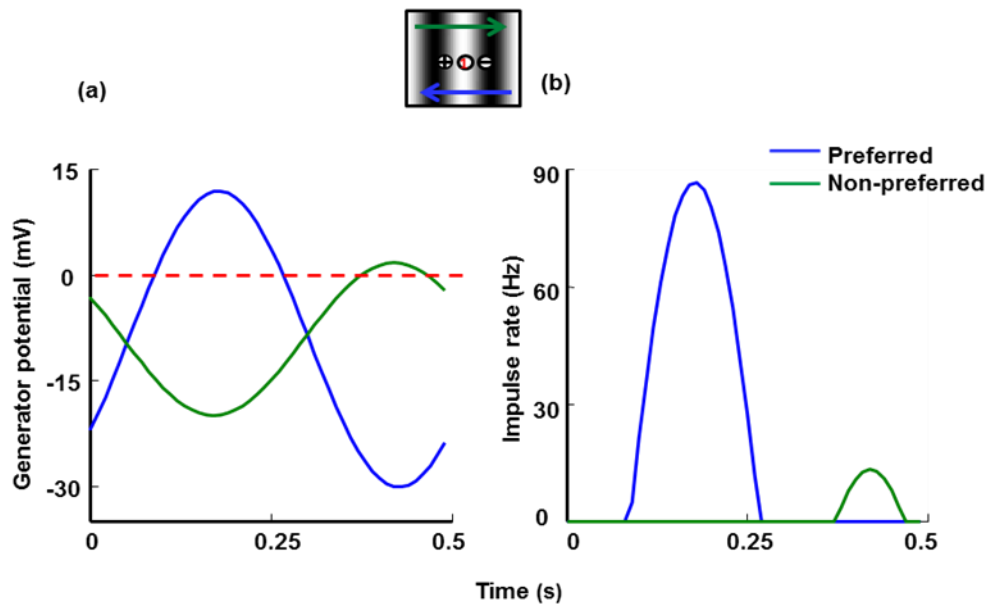 (a)
(b)
Preferred
Non-preferred
15
0
-15
-30
Generator potential (mV)
0
0.25
0.5
90
60
30
0
Impulse rate (Hz)
0
0.25
0.5
Time (s)